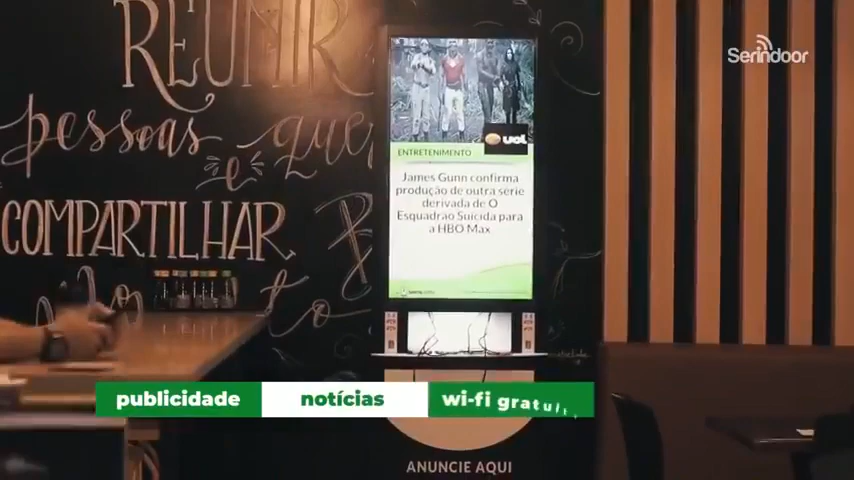 REUNIR
Serindoor
pessoas que
e
COMPARTILHAR
uol
ENTRETENIMENTO
James Gunn confirma
produção de outra série
derivada de O
Esquadrão Suicida para
a HBO Max
publicidade
notícias
wi-fi
ANUNCIE AQUI